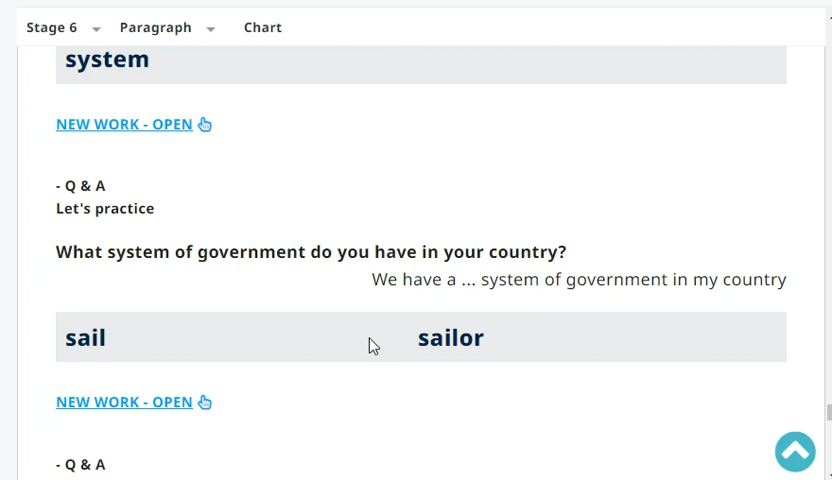 Stage 6 Paragraph Chart
system
NEW WORK - OPEN
- Q & A
Let's practice
What system of government do you have in your country?
We have a ... system of government in my country
sail sailor
NEW WORK - OPEN
- Q & A